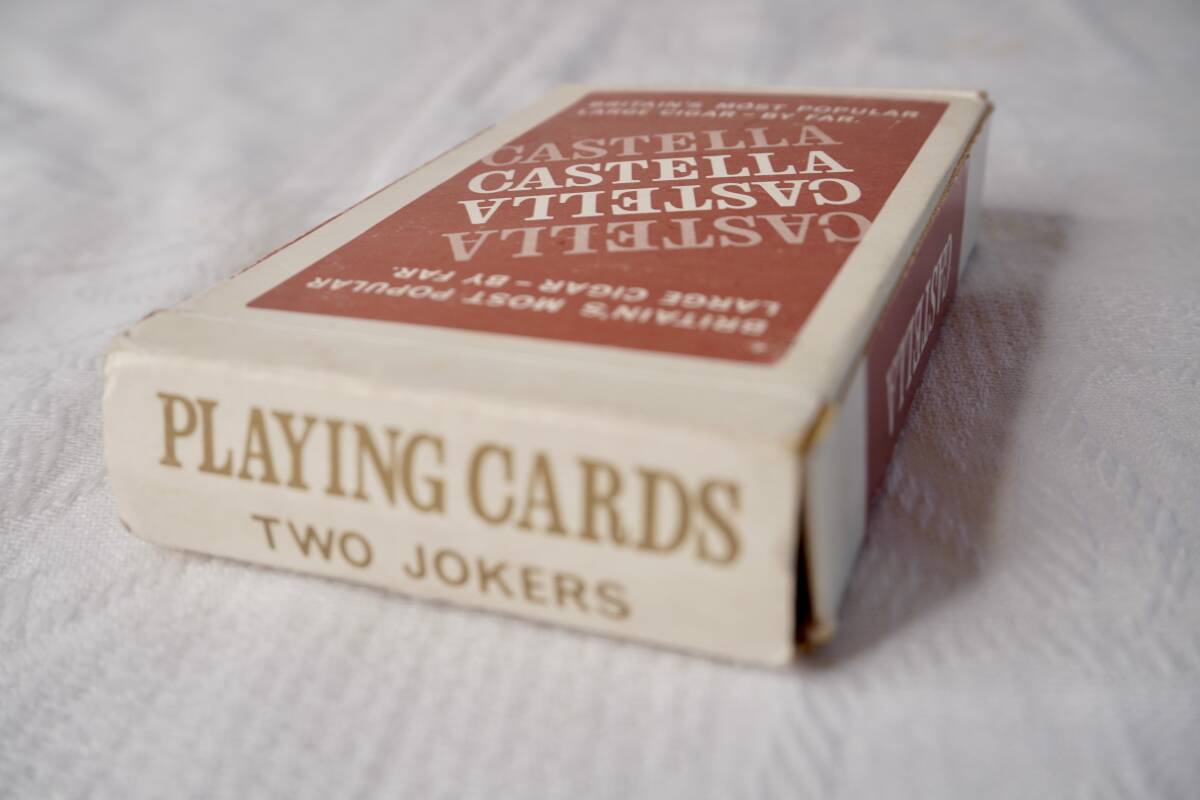 BRITAIN'S MOST POPULAR
LARGE CIGAR - BY FAR.
CASTELLA
CASTELLA
CASTELLA
CASTELLA
BRITAIN'S MOST POPULAR
LARGE CIGAR - BY FAR.
PLAYING CARDS
TWO JOKERS
CASTELLA